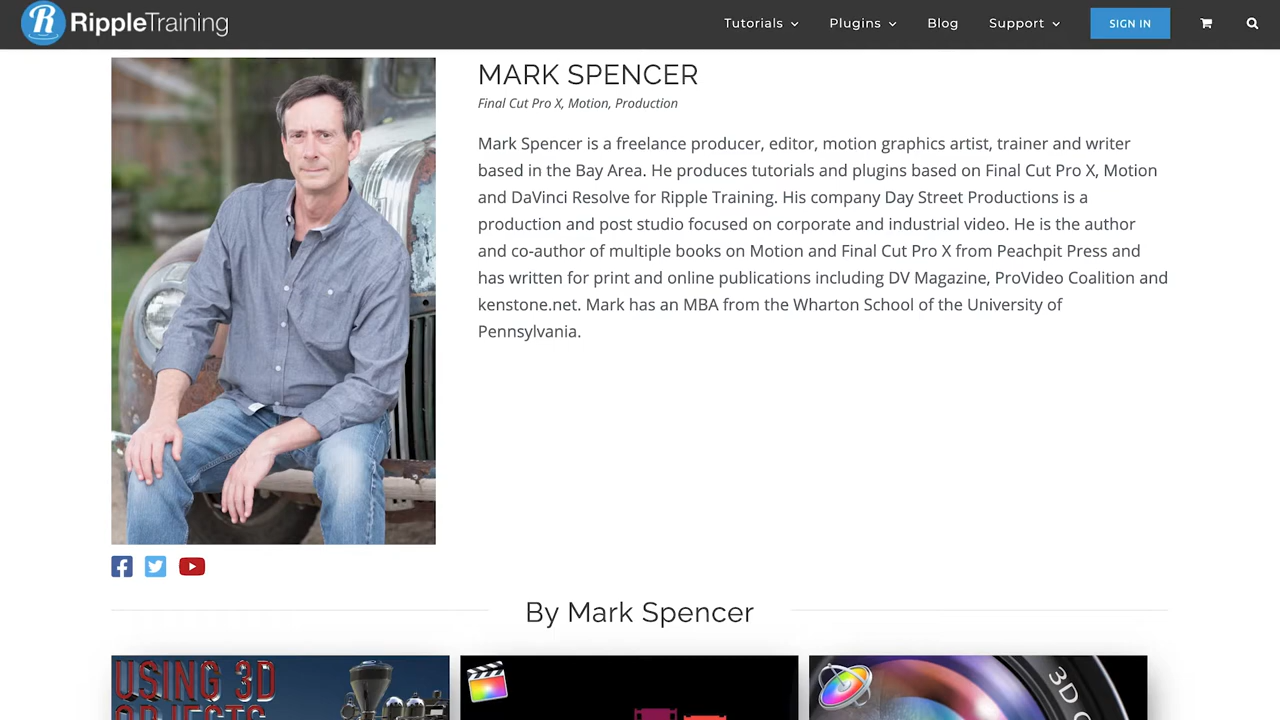 RippleTraining
Tutorials
Plugins
Blog
Support
SIGN IN
MARK SPENCER
Final Cut Pro X, Motion, Production
Mark Spencer is a freelance producer, editor, motion graphics artist, trainer and writer
based in the Bay Area. He produces tutorials and plugins based on Final Cut Pro X, Motion
and DaVinci Resolve for Ripple Training. His company Day Street Productions is a
production and post studio focused on corporate and industrial video. He is the author
and co-author of multiple books on Motion and Final Cut Pro X from Peachpit Press and
has written for print and online publications including DV Magazine, ProVideo Coalition and
kenstone.net. Mark has an MBA from the Wharton School of the University of
Pennsylvania.
By Mark Spencer
USING 3D
OBJECTS
3D